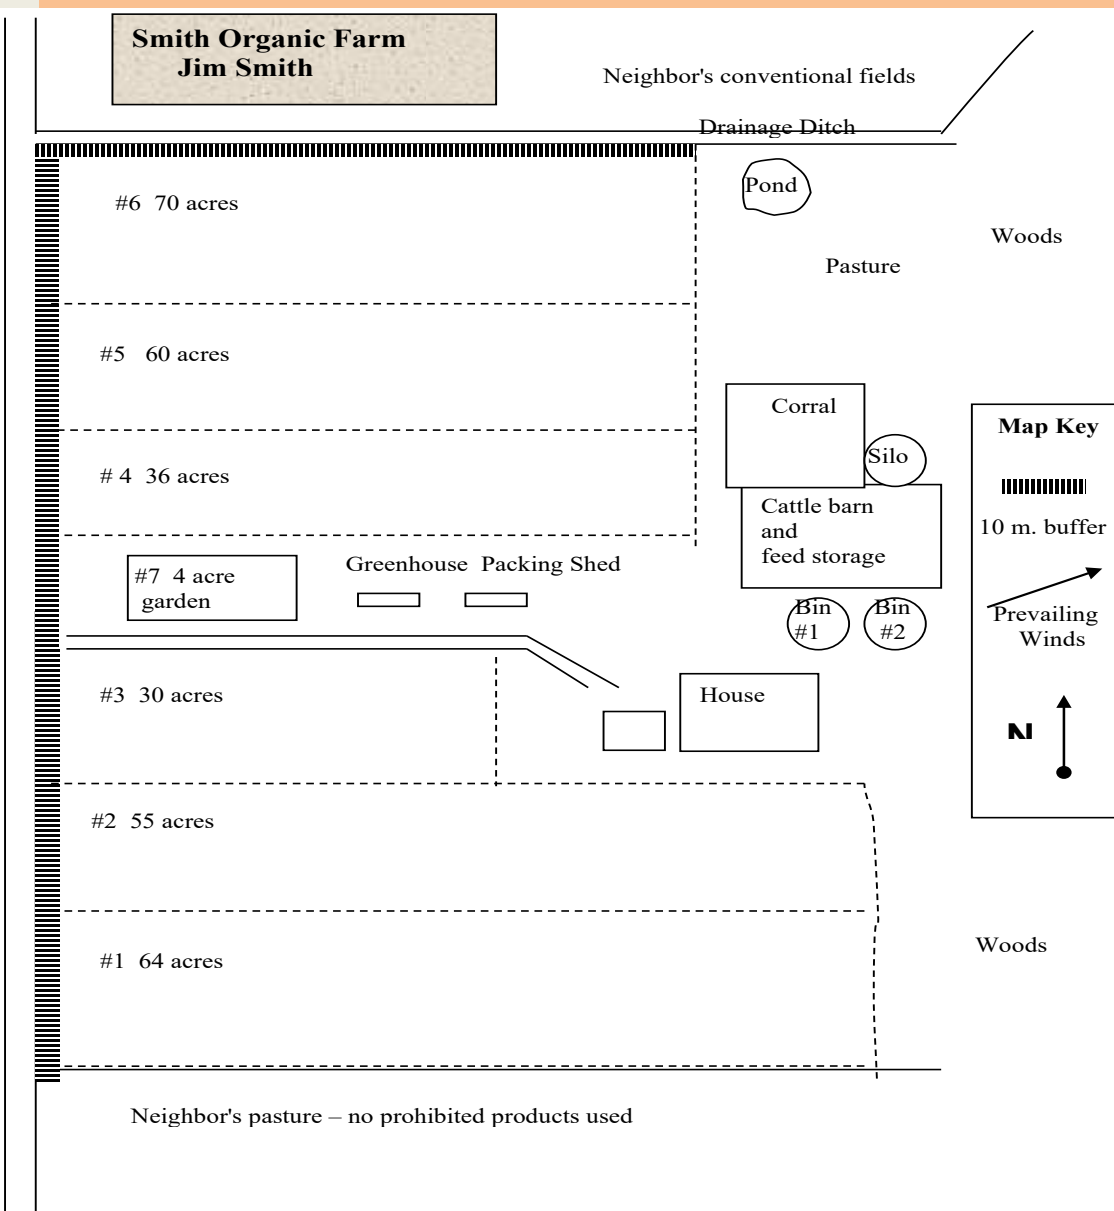 Smith Organic Farm
Jim Smith
Neighbor's conventional fields
Drainage Ditch
Pond
#6 70 acres
Woods
Pasture
#5 60 acres
Corral
Map Key
Silo
# 4 36 acres
Cattle barn
and
feed storage
10 m. buffer
Greenhouse Packing Shed
#7 4 acre
garden
Bin
#1
Bin
#2
Prevailing
Winds
#3 30 acres
House
N
#2 55 acres
Woods
#1 64 acres
Neighbor's pasture – no prohibited products used